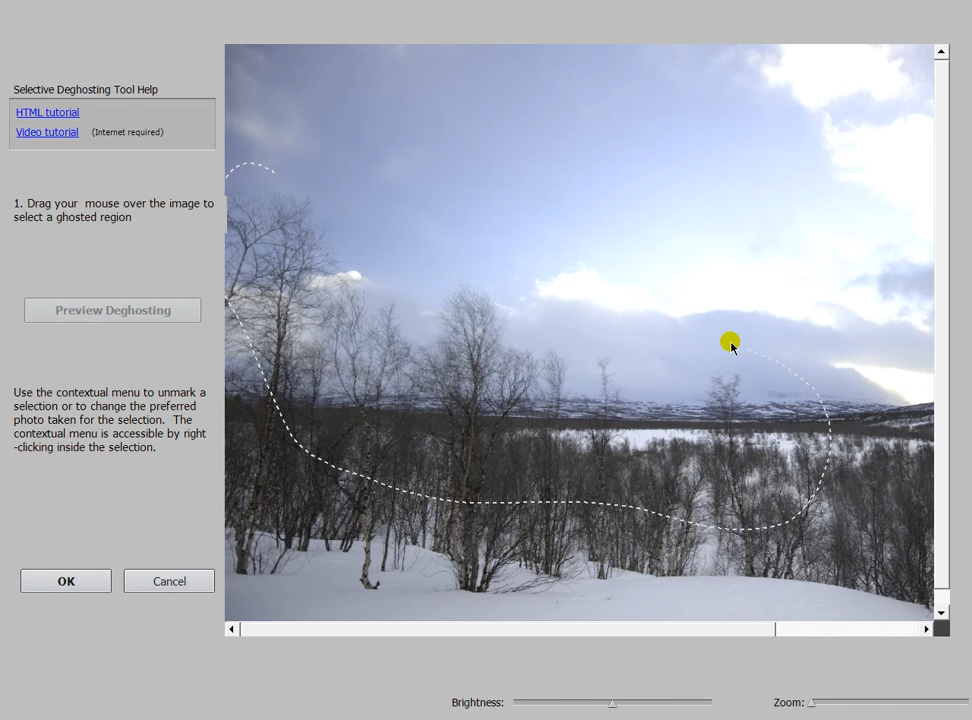 Selective Deghosting Tool Help
HTML tutorial
Video tutorial (Internet required)
1. Drag your mouse over the image to
select a ghosted region
Preview Deghosting
Use the contextual menu to unmark a
selection or to change the preferred
photo taken for the selection. The
contextual menu is accessible by right
-clicking inside the selection.
OK Cancel
Brightness: Zoom: